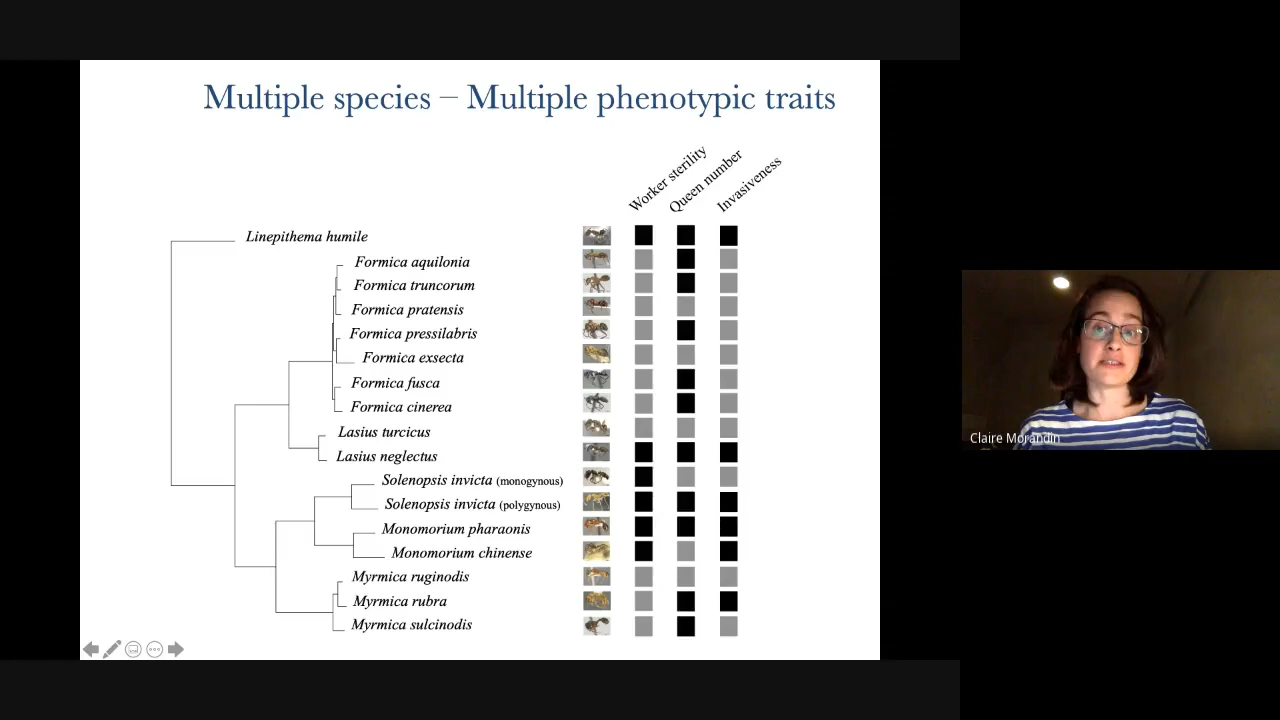 Multiple species – Multiple phenotypic traits
Worker sterility
Queen number
Invasiveness
Linepithema humile
Formica aquilonia
Formica truncorum
Formica pratensis
Formica pressilabris
Formica exsecta
Formica fusca
Formica cinerea
Lasius turcicus
Lasius neglectus
Solenopsis invicta (monogynous)
Solenopsis invicta (polygynous)
Monomorium pharaonis
Monomorium chinense
Myrmica ruginodis
Myrmica rubra
Myrmica sulcinodis
Claire Morandin